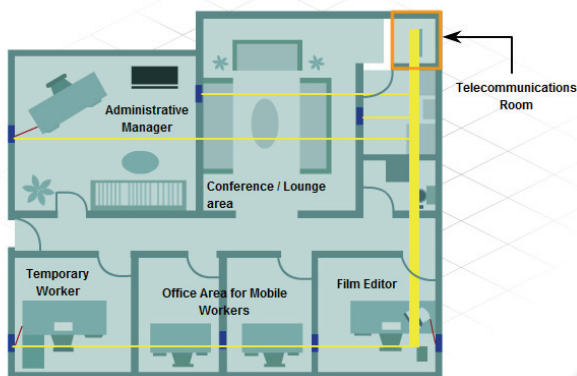 Telecommunications
Room
Administrative
Manager
Conference / Lounge
area
Temporary
Worker
Office Area for Mobile
Workers
Film Editor